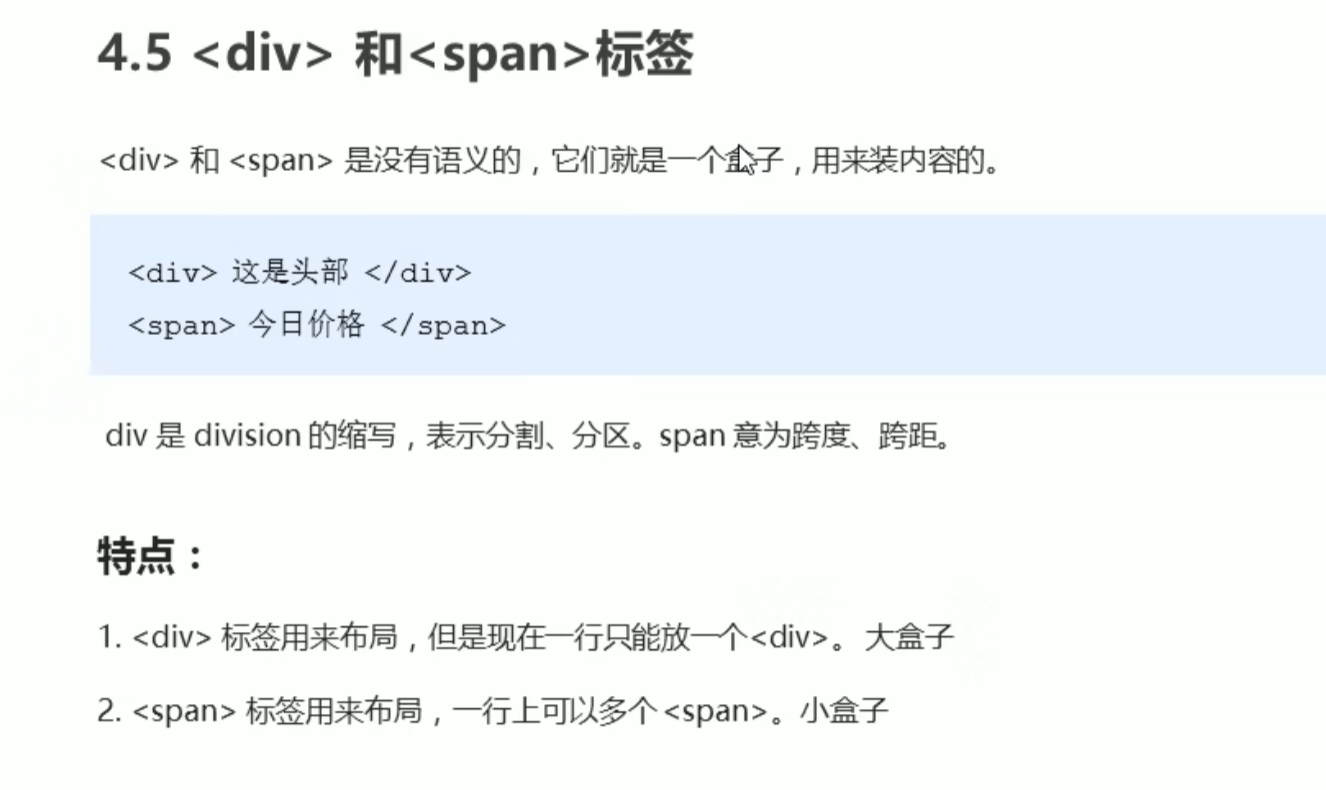 4.5 <div> 和<span>标签
<div> 和 <span> 是没有语义的，它们就是一个盒子，用来装内容的。
<div> 这是头部 </div>
<span> 今日价格 </span>
div 是 division 的缩写，表示分割、分区。span 意为跨度、跨距。
特点：
1. <div> 标签用来布局，但是现在一行只能放一个<div>。 大盒子
2. <span> 标签用来布局，一行上可以多个 <span>。小盒子